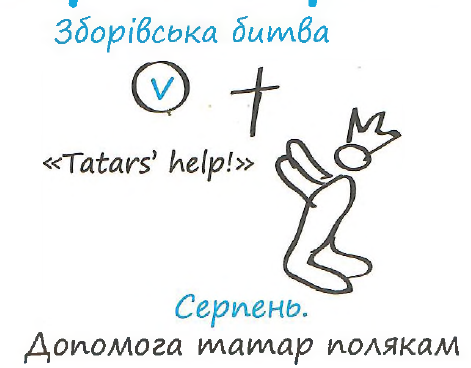 Зборівська битва
V
«Tatars' help!»
Серпень.
Допомога татар полякам